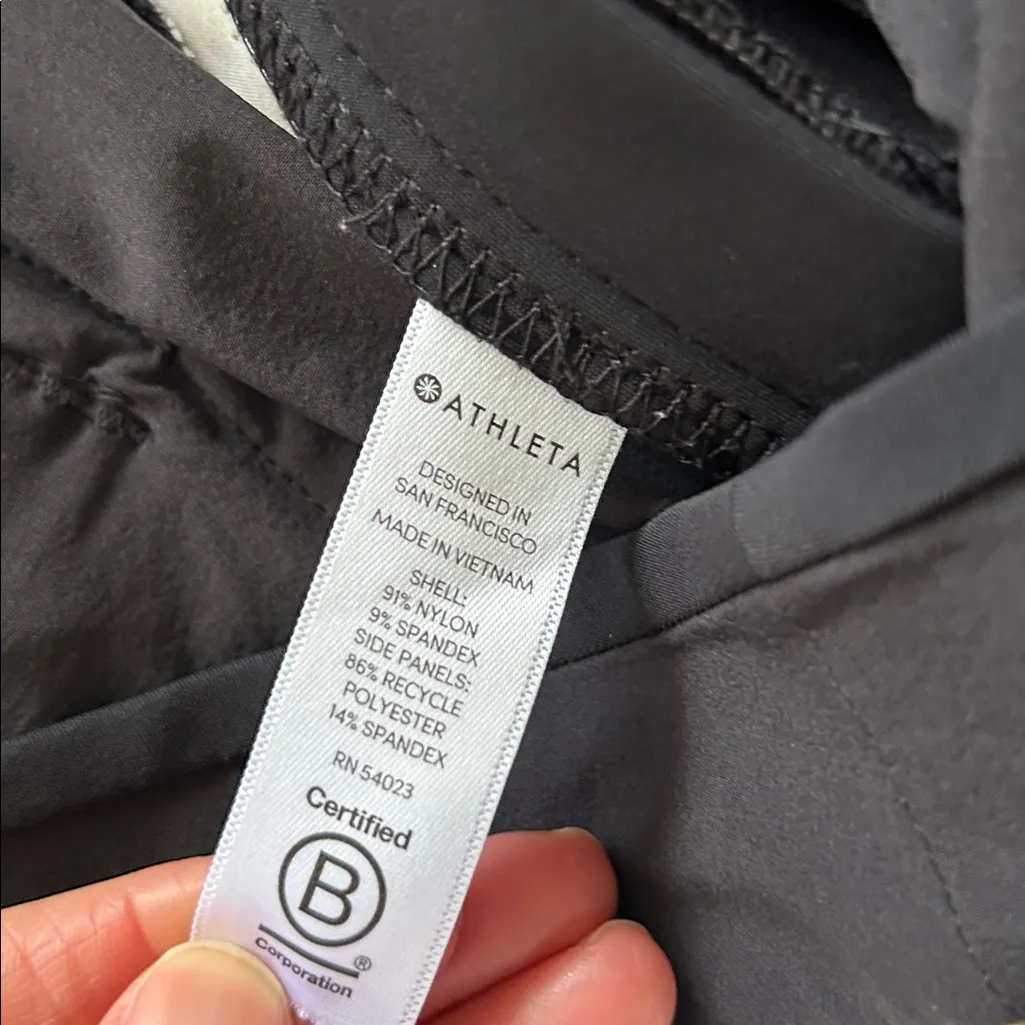 ATHLETA
DESIGNED IN
SAN FRANCISCO
MADE IN VIETNAM
SHELL:
91% NYLON
9% SPANDEX
SIDE PANELS:
86% RECYCLE
POLYESTER
14% SPANDEX
RN 54023
Certified
B
Corporation®